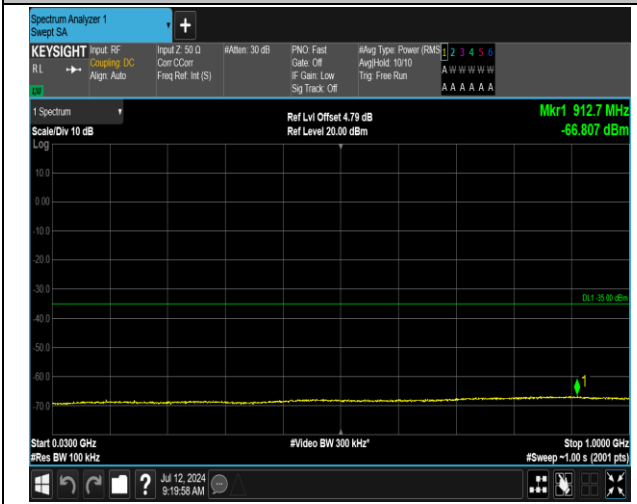 Spectrum Analyzer 1
Swept SA
+
KEYSIGHT
RL
Input: RF
Coupling: DC
Align: Auto
Input Z: 50 Ω
Corr CCorr
Freq Ref: Int (S)
#Atten: 30 dB
PNO: Fast
Gate: Off
IF Gain: Low
Sig Track: Off
#Avg Type: Power (RMS
Avg|Hold: 10/10
Trig: Free Run
1 2 3 4 5 6
A W W W W W
A A A A A A
1 Spectrum
Scale/Div 10 dB
Log
Ref Lvl Offset 4.79 dB
Ref Level 20.00 dBm
Mkr1 912.7 MHz
-66.807 dBm
10.0
0.00
-10.0
-20.0
-30.0
DL1 -35.00 dBm
-40.0
-50.0
-60.0
1
-70.0
Start 0.0300 GHz
#Res BW 100 kHz
#Video BW 300 kHz*
Stop 1.0000 GHz
#Sweep ~1.00 s (2001 pts)
?
Jul 12, 2024
9:19:58 AM